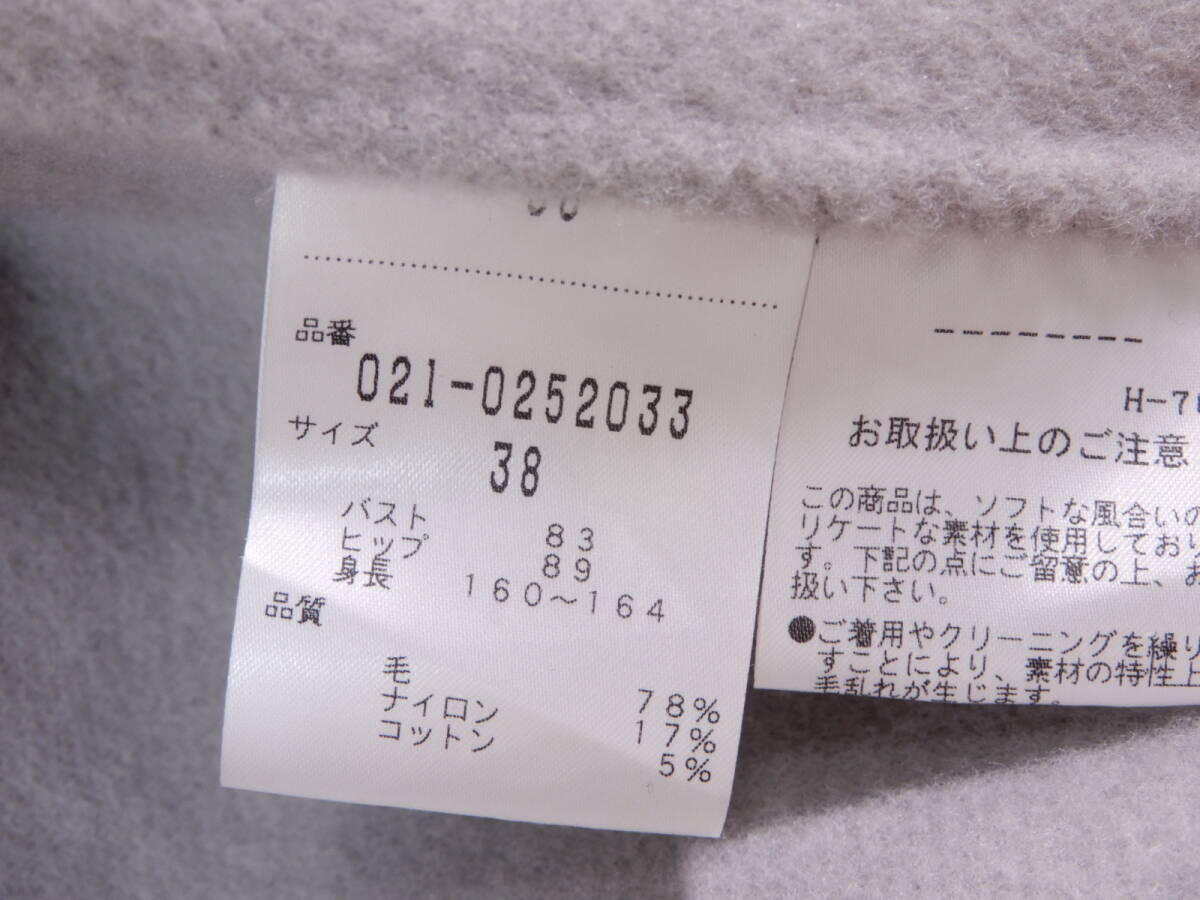 品番
021-0252033
サイズ
38
バスト 83
ヒップ 89
身長 160～164
品質
毛 78%
ナイロン 17%
コットン 5%
--------
H-7
お取扱い上のご注意
この商品は、ソフトな風合いの
リケートな素材を使用しており
す。下記の点にご留意の上、お
扱い下さい。
●ご着用やクリーニングを繰り
すことにより、素材の特性上
毛乱れが生じます。